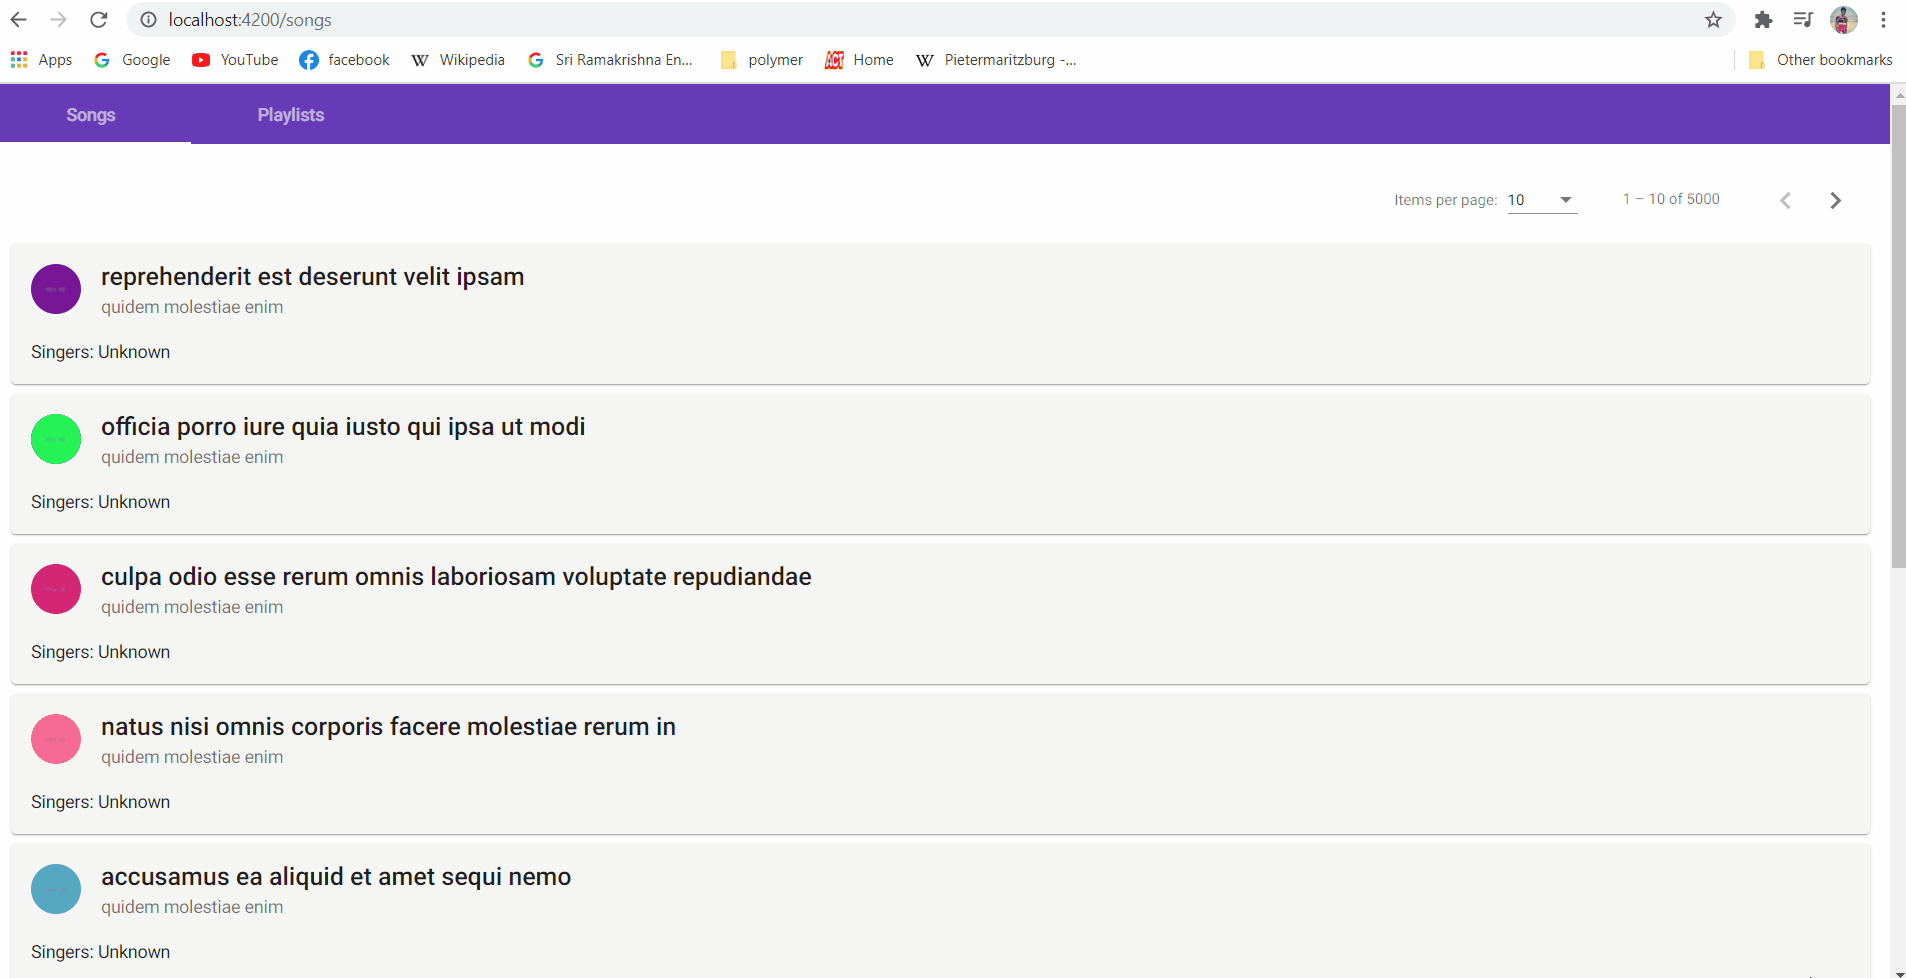 localhost:4200/songs
Apps Google YouTube facebook Wikipedia Sri Ramakrishna En... polymer ACT Home Pietermaritzburg -... Other bookmarks
Songs Playlists
Items per page: 10 1 – 10 of 5000
reprehenderit est deserunt velit ipsam
quidem molestiae enim
Singers: Unknown
officia porro iure quia iusto qui ipsa ut modi
quidem molestiae enim
Singers: Unknown
culpa odio esse rerum omnis laboriosam voluptate repudiandae
quidem molestiae enim
Singers: Unknown
natus nisi omnis corporis facere molestiae rerum in
quidem molestiae enim
Singers: Unknown
accusamus ea aliquid et amet sequi nemo
quidem molestiae enim
Singers: Unknown